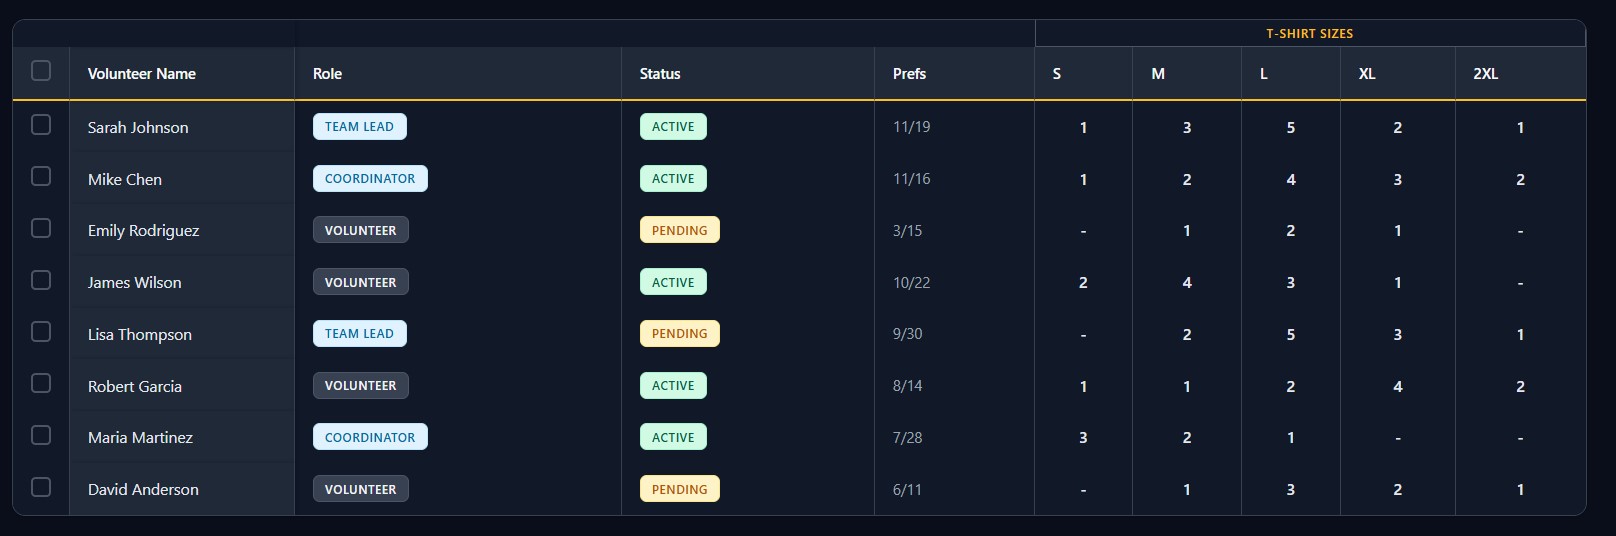 T-SHIRT SIZES
Volunteer Name Role Status Prefs S M L XL 2XL
Sarah Johnson TEAM LEAD ACTIVE 11/19 1 3 5 2 1
Mike Chen COORDINATOR ACTIVE 11/16 1 2 4 3 2
Emily Rodriguez VOLUNTEER PENDING 3/15 - 1 2 1 -
James Wilson VOLUNTEER ACTIVE 10/22 2 4 3 1 -
Lisa Thompson TEAM LEAD PENDING 9/30 - 2 5 3 1
Robert Garcia VOLUNTEER ACTIVE 8/14 1 1 2 4 2
Maria Martinez COORDINATOR ACTIVE 7/28 3 2 1 - -
David Anderson VOLUNTEER PENDING 6/11 - 1 3 2 1